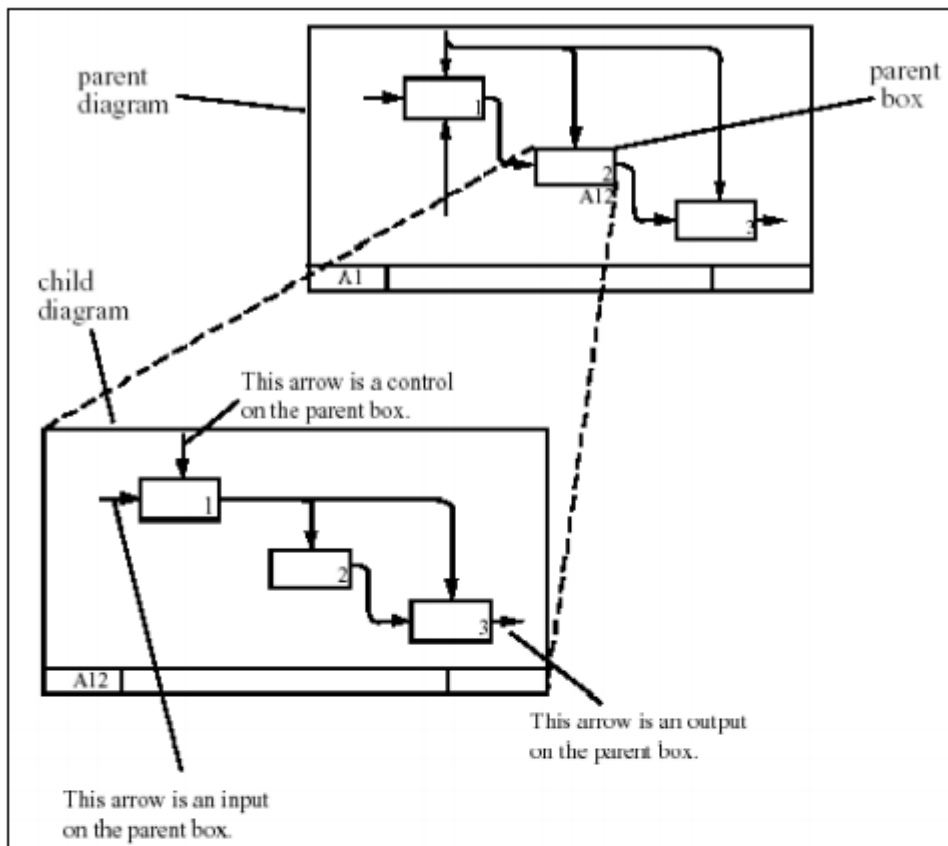 parent
diagram
parent
box
1
2
A12
3
A1
child
diagram
This arrow is a control
on the parent box.
1
2
3
A12
This arrow is an output
on the parent box.
This arrow is an input
on the parent box.